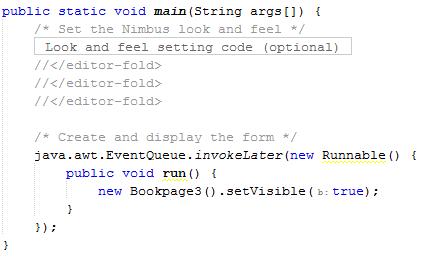 public static void main(String args[]) {
/* Set the Nimbus look and feel */
Look and feel setting code (optional)
//</editor-fold>
//</editor-fold>
//</editor-fold>
/* Create and display the form */
java.awt.EventQueue.invokeLater(new Runnable() {
public void run() {
new Bookpage3().setVisible(b: true);
}
});
}